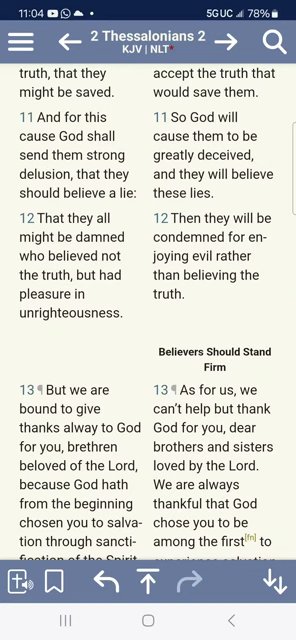 11:04
5G UC 78%
2 Thessalonians 2
KJV | NLT*
truth, that they
might be saved.
11 And for this
cause God shall
send them strong
delusion, that they
should believe a lie:
12 That they all
might be damned
who believed not
the truth, but had
pleasure in
unrighteousness.
13 ¶ But we are
bound to give
thanks alway to God
for you, brethren
beloved of the Lord,
because God hath
from the beginning
chosen you to salva-
tion through sancti-
fication of the Spirit
accept the truth that
would save them.
11 So God will
cause them to be
greatly deceived,
and they will believe
these lies.
12 Then they will be
condemned for en-
joying evil rather
than believing the
truth.
Believers Should Stand
Firm
13 ¶ As for us, we
can’t help but thank
God for you, dear
brothers and sisters
loved by the Lord.
We are always
thankful that God
chose you to be
among the first[fn] to
experience salvation